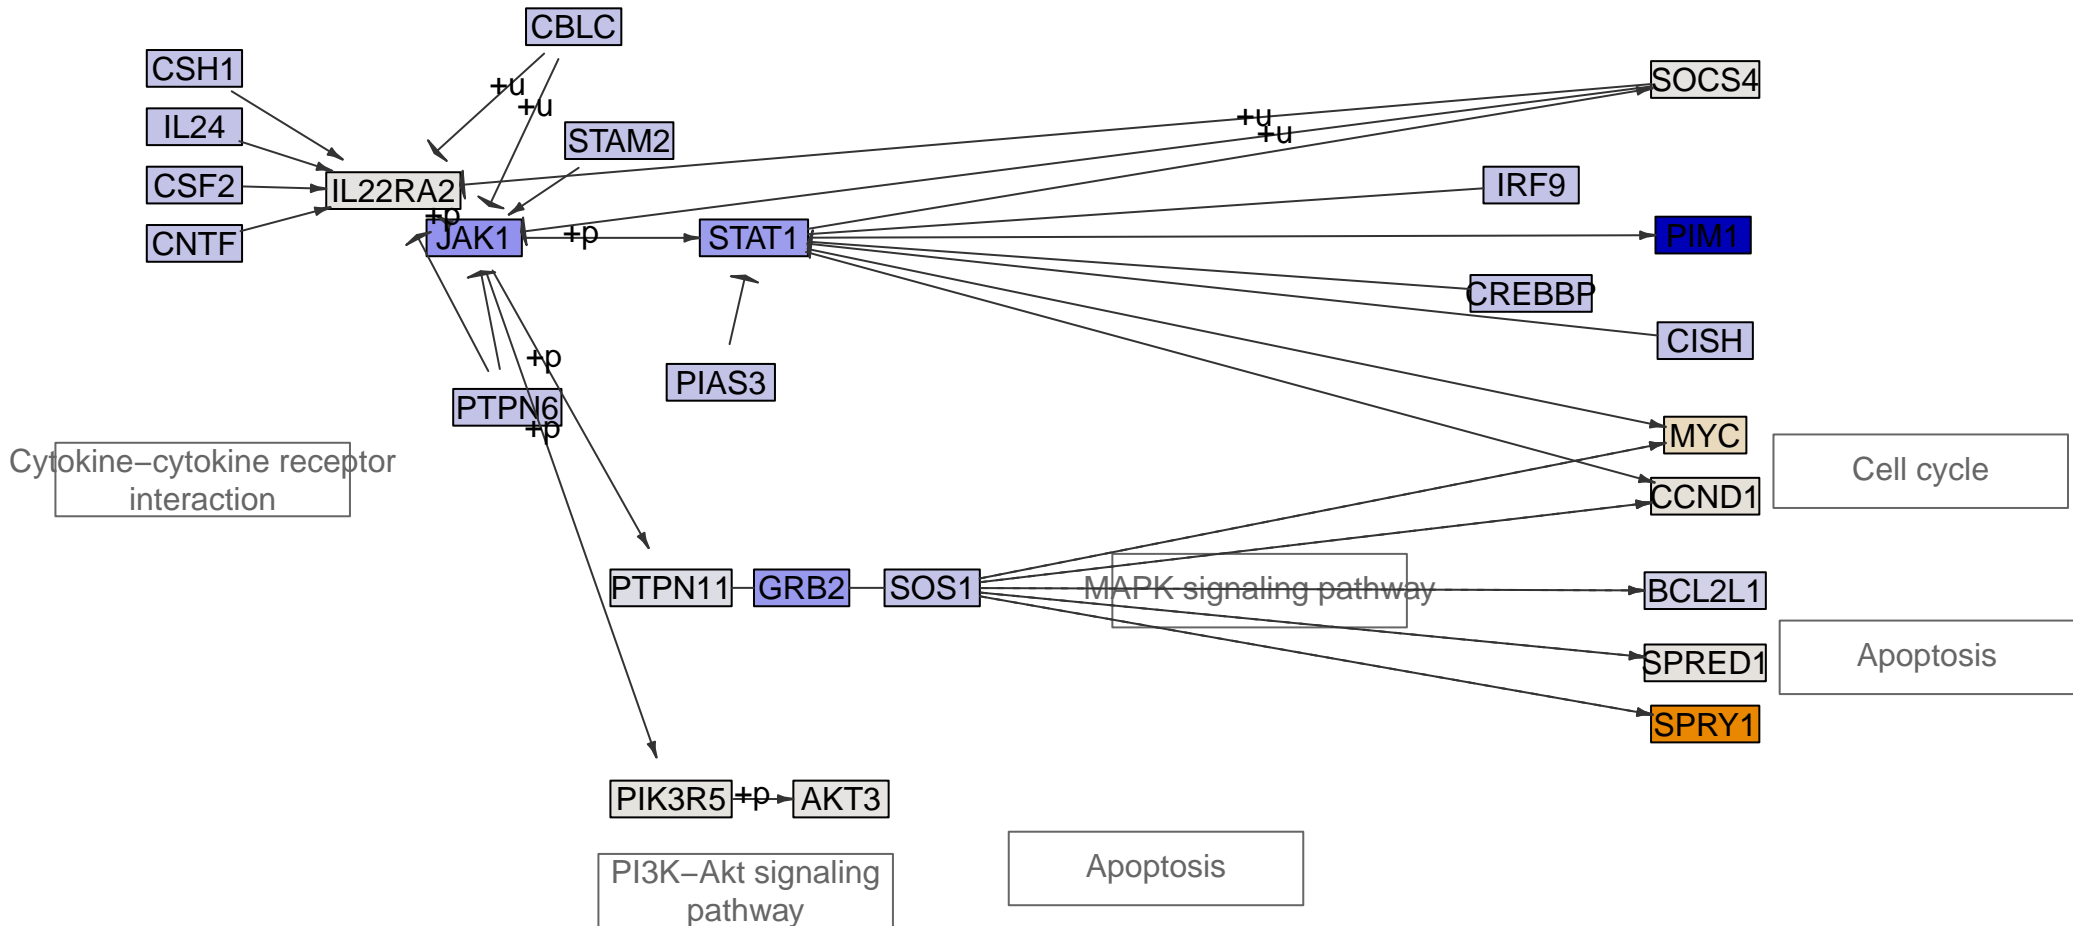 CBLC
CSH1
SOCS4
+u
+u
+u
+u
IL24
STAM2
CSF2
IL22RA2
IRF9
+p
CNTF
JAK1
+p
STAT1
PIM1
CREBBP
CISH
+p
PIAS3
PTPN6
+p
MYC
Cytokine−cytokine receptor
interaction
Cell cycle
CCND1
PTPN11
GRB2
SOS1
MAPK signaling pathway
BCL2L1
SPRED1
Apoptosis
SPRY1
PIK3R5
+p
AKT3
Apoptosis
PI3K−Akt signaling
pathway